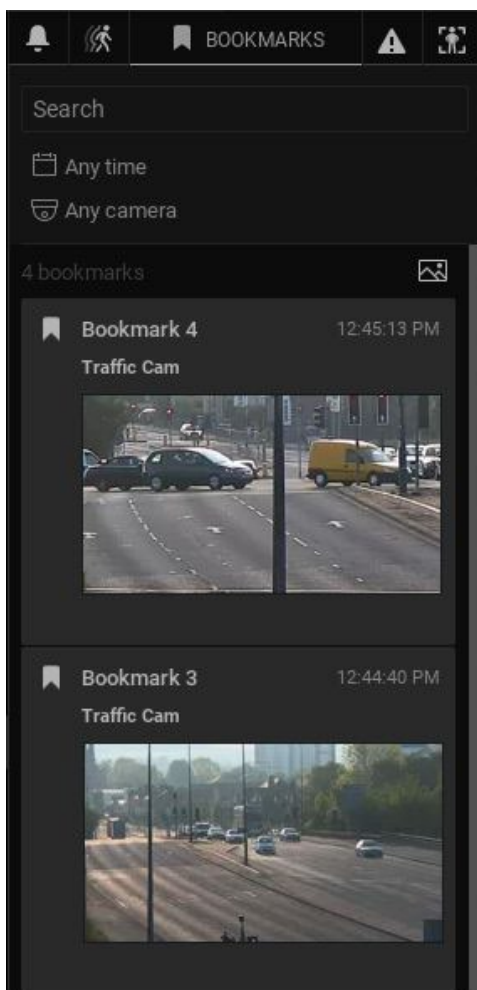 BOOKMARKS
Search
Any time
Any camera
4 bookmarks
Bookmark 4 12:45:13 PM
Traffic Cam
Bookmark 3 12:44:40 PM
Traffic Cam